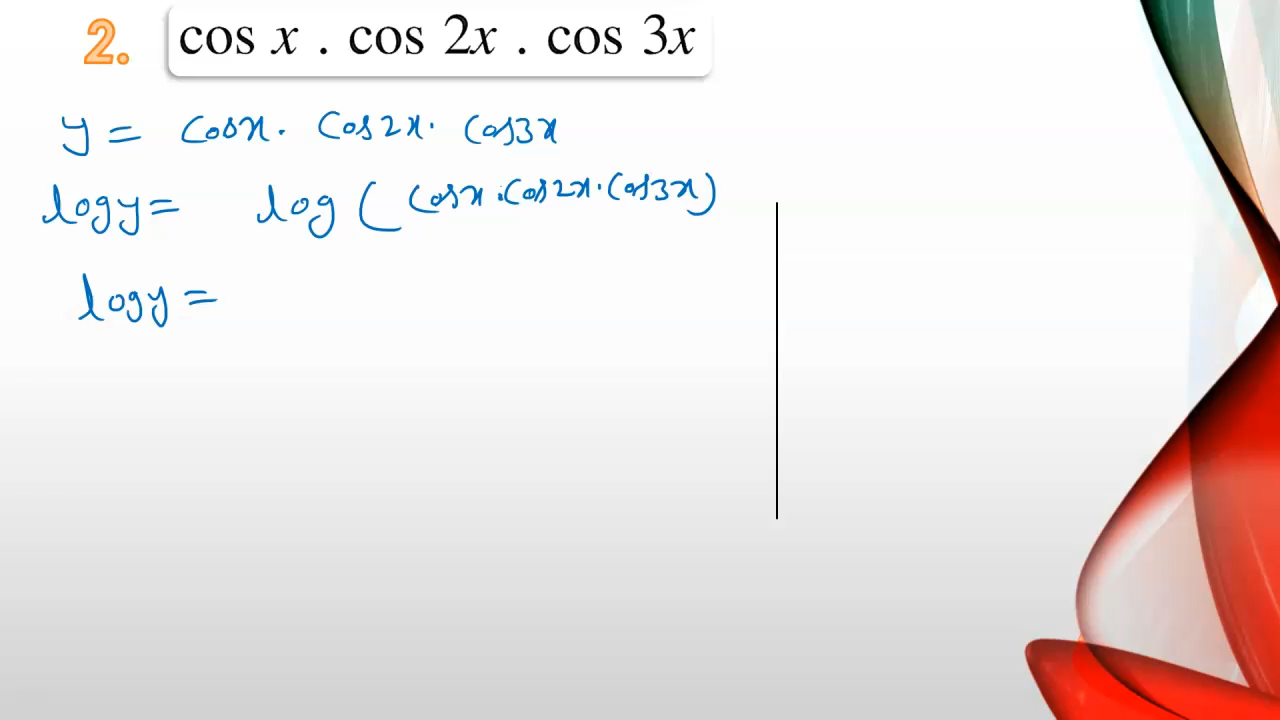 2. cos x . cos 2x . cos 3x
y = cosx . cos2x . cos3x
logy = log ( cosx . cos2x . cos3x )
logy =